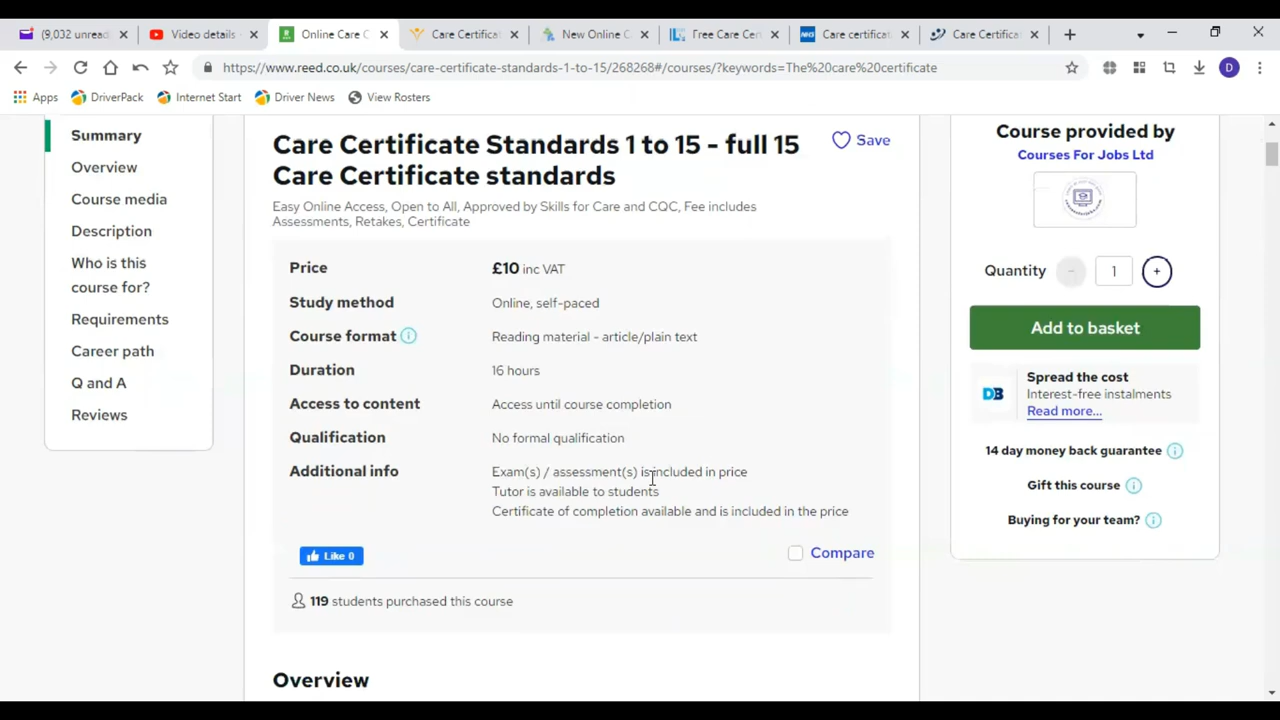 (9,032 unread
Video details
Online Care C
Care Certifica
New Online C
Free Care Cer
NHS
Care certificat
Care Certifica
https://www.reed.co.uk/courses/care-certificate-standards-1-to-15/268268#/courses/?keywords=The%20care%20certificate
D
Apps
DriverPack
Internet Start
Driver News
View Rosters
Summary
Overview
Course media
Description
Who is this
course for?
Requirements
Career path
Q and A
Reviews
Care Certificate Standards 1 to 15 - full 15
Care Certificate standards
Save
Easy Online Access, Open to All, Approved by Skills for Care and CQC, Fee includes
Assessments, Retakes, Certificate
Price £10 inc VAT
Study method Online, self-paced
Course format Reading material - article/plain text
Duration 16 hours
Access to content Access until course completion
Qualification No formal qualification
Additional info Exam(s) / assessment(s) is included in price
Tutor is available to students
Certificate of completion available and is included in the price
Like 0
Compare
119 students purchased this course
Overview
Course provided by
Courses For Jobs Ltd
Quantity - 1 +
Add to basket
DB
Spread the cost
Interest-free instalments
Read more...
14 day money back guarantee
Gift this course
Buying for your team?